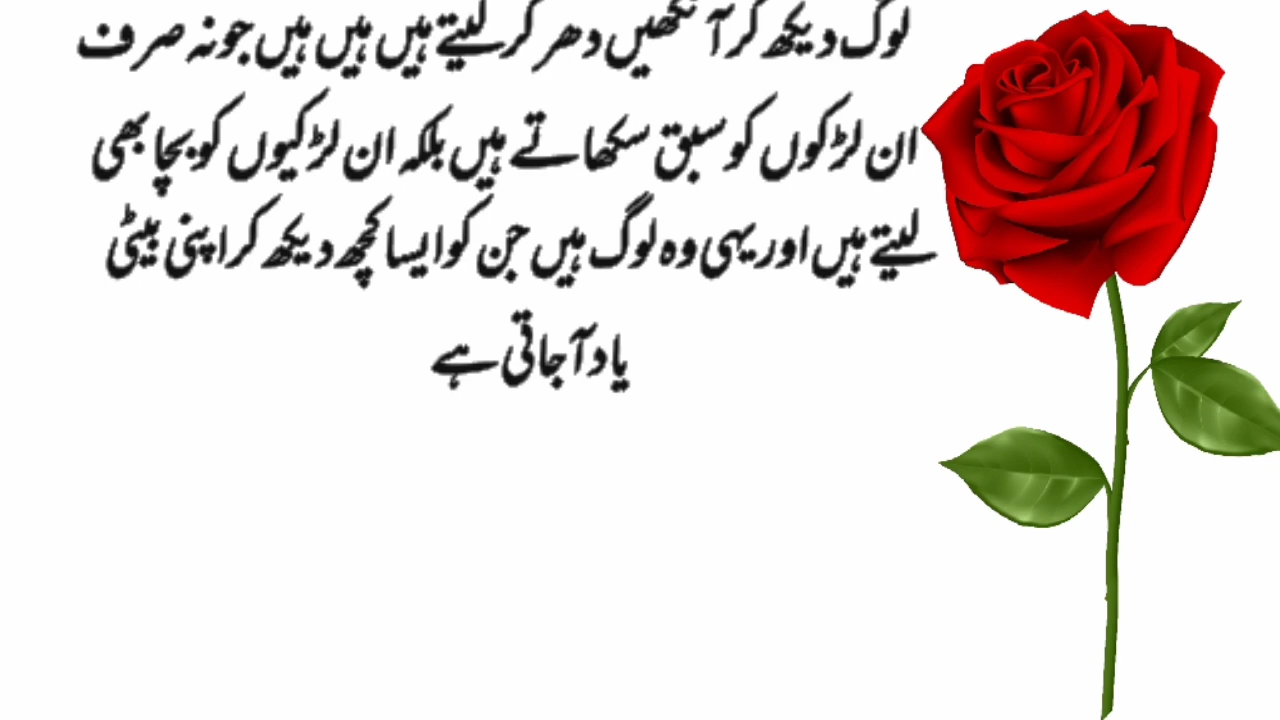 لوگ دیکھ کر آنکھیں دھر کر لیتے ہیں ہیں ہیں جو نہ صرف
ان لڑکوں کو سبق سکھاتے ہیں بلکہ ان لڑکیوں کو بچا بھی
لیتے ہیں اور یہی وہ لوگ ہیں جن کو ایسا کچھ دیکھ کر اپنی بیٹی
یاد آجاتی ہے